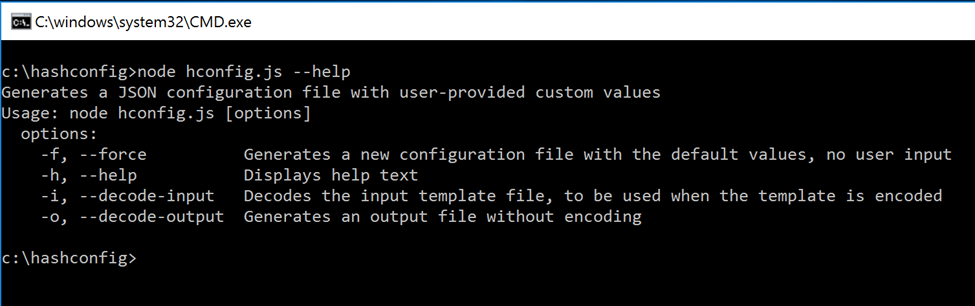 C:\windows\system32\CMD.exe
c:\hashconfig>node hconfig.js --help
Generates a JSON configuration file with user-provided custom values
Usage: node hconfig.js [options]
  options:
    -f, --force          Generates a new configuration file with the default values, no user input
    -h, --help           Displays help text
    -i, --decode-input   Decodes the input template file, to be used when the template is encoded
    -o, --decode-output  Generates an output file without encoding
c:\hashconfig>